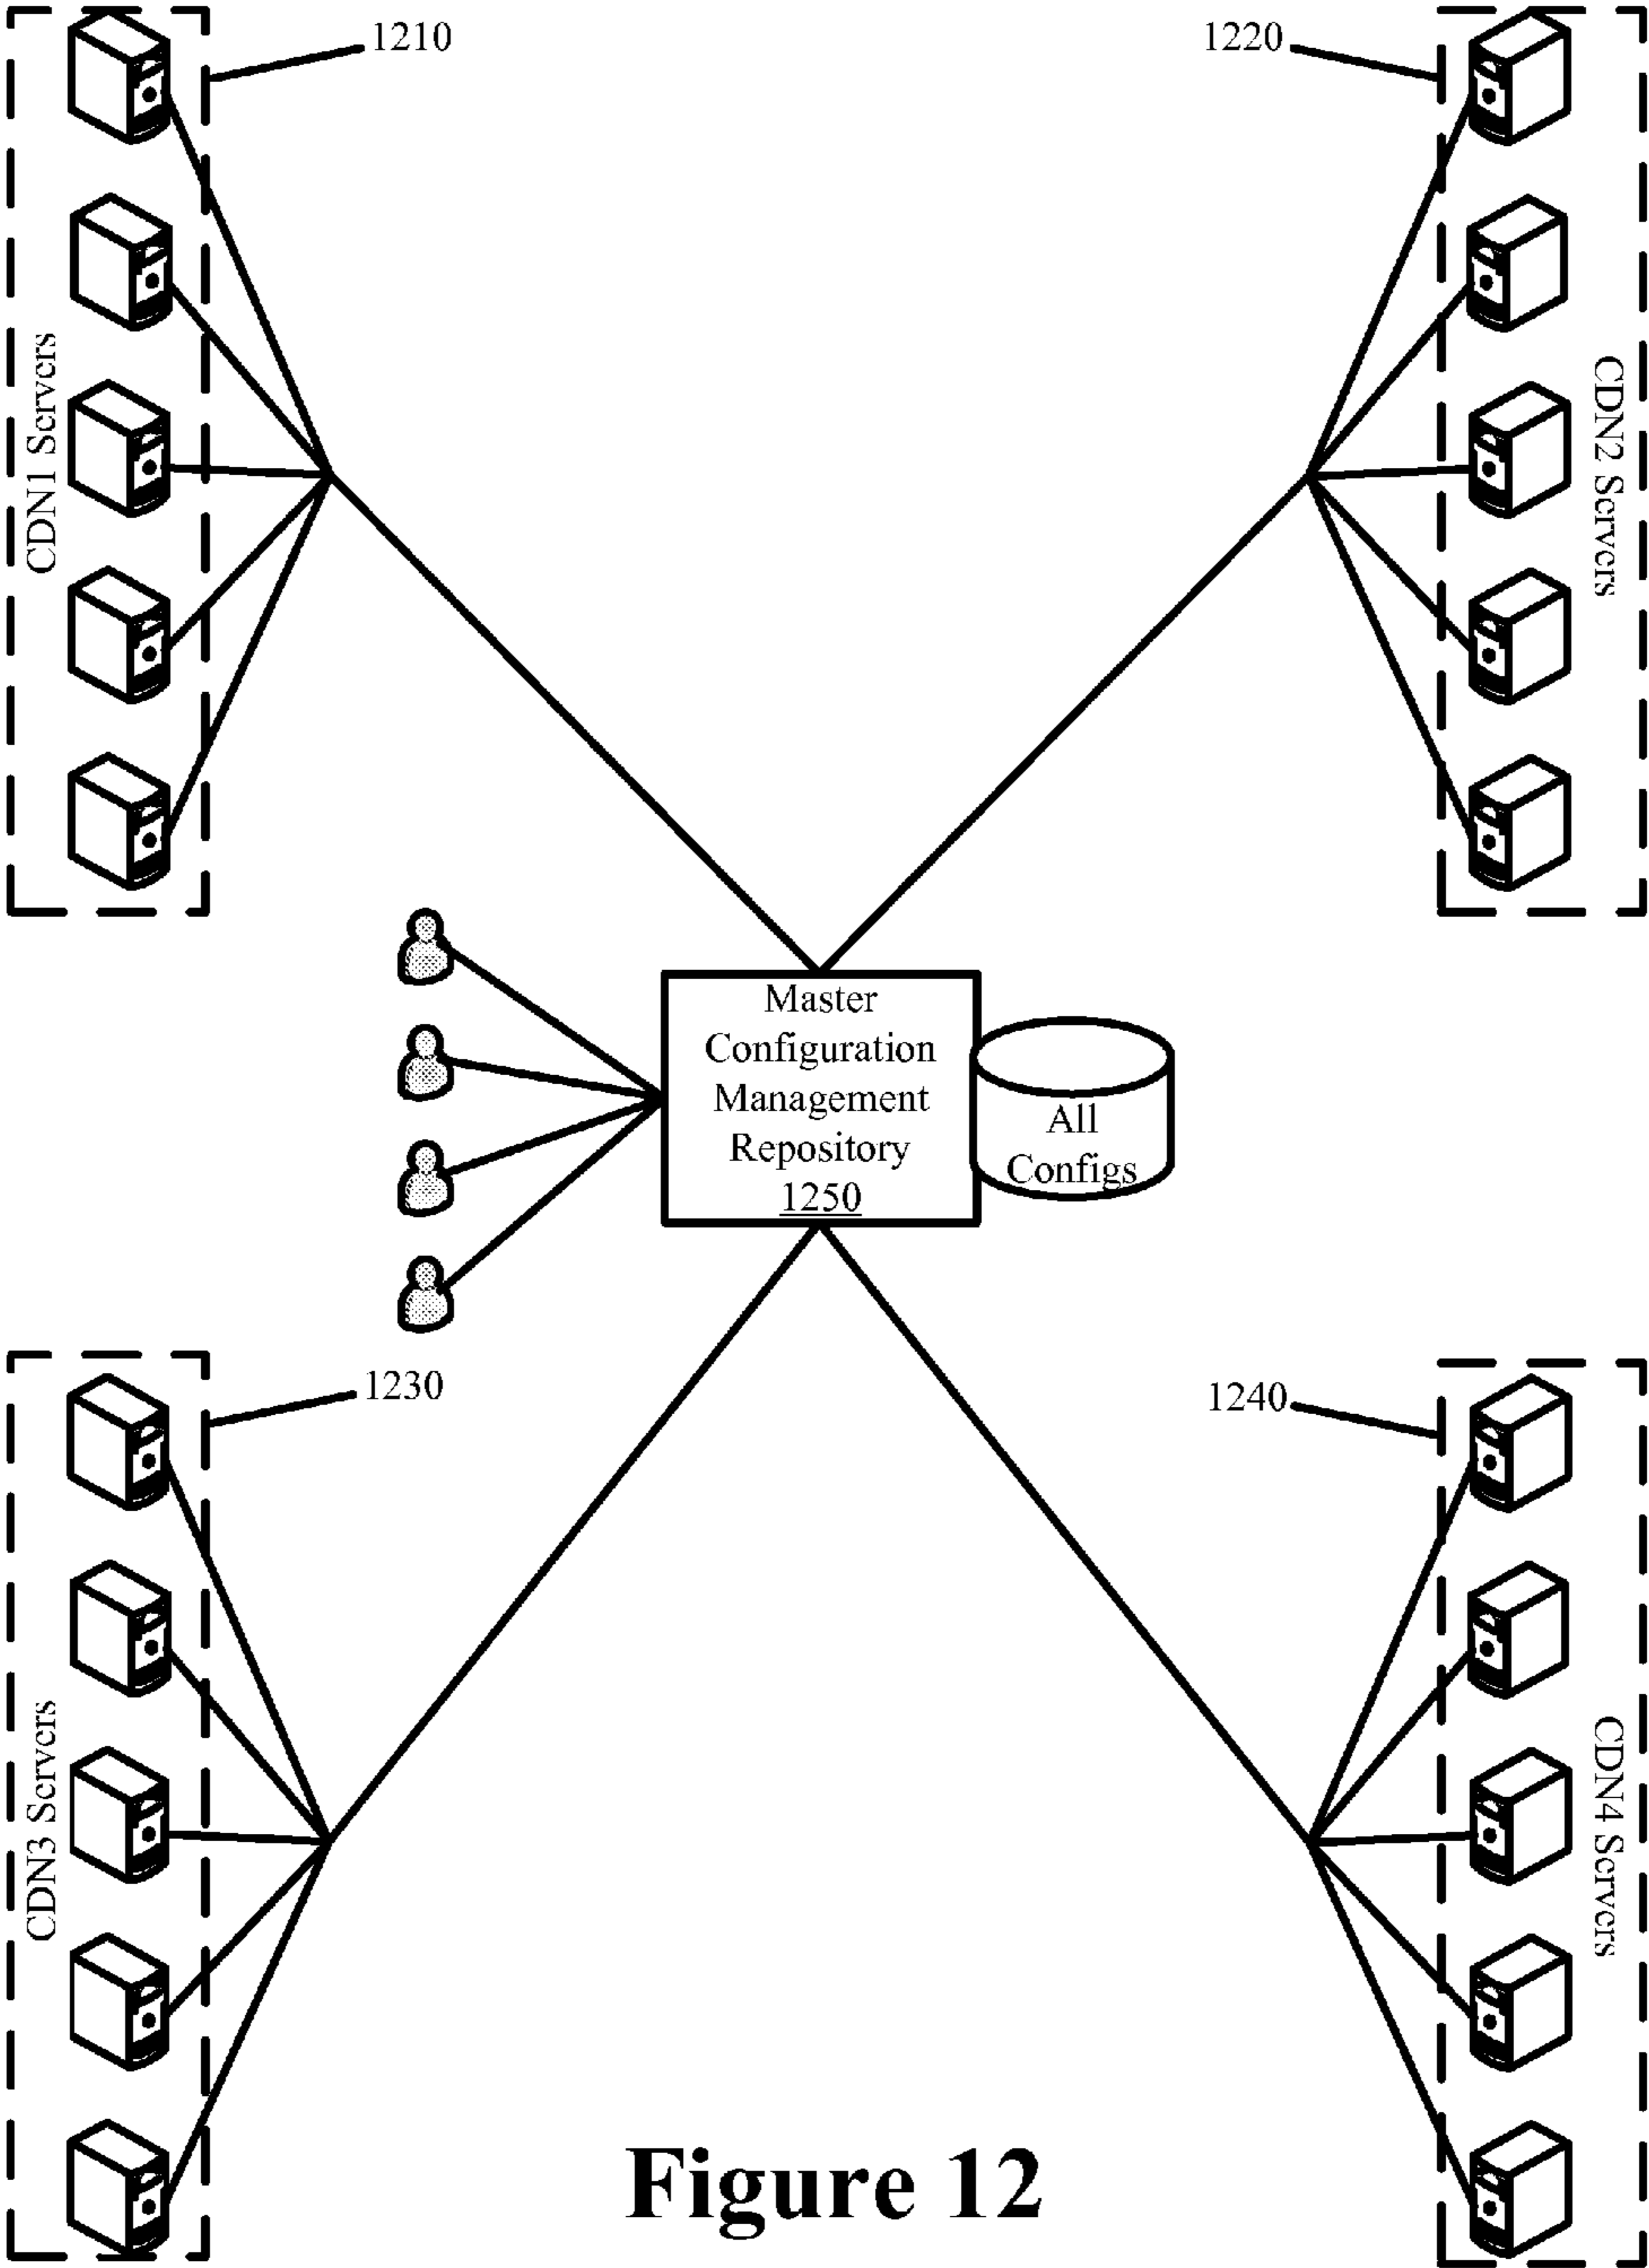 1210
1220
CDN1 Servers
CDN2 Servers
Master
Configuration
Management
Repository
1250
All
Configs
1230
1240
CDN3 Servers
CDN4 Servers
Figure 12